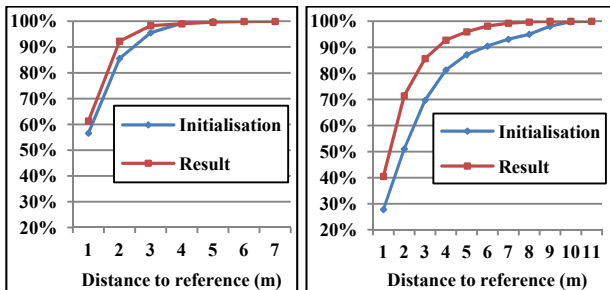 100%
90%
80%
70%
60%
50%
40%
30%
20%
Initialisation
Result
1 2 3 4 5 6 7
Distance to reference (m)
100%
90%
80%
70%
60%
50%
40%
30%
20%
Initialisation
Result
1 2 3 4 5 6 7 8 9 10 11
Distance to reference (m)